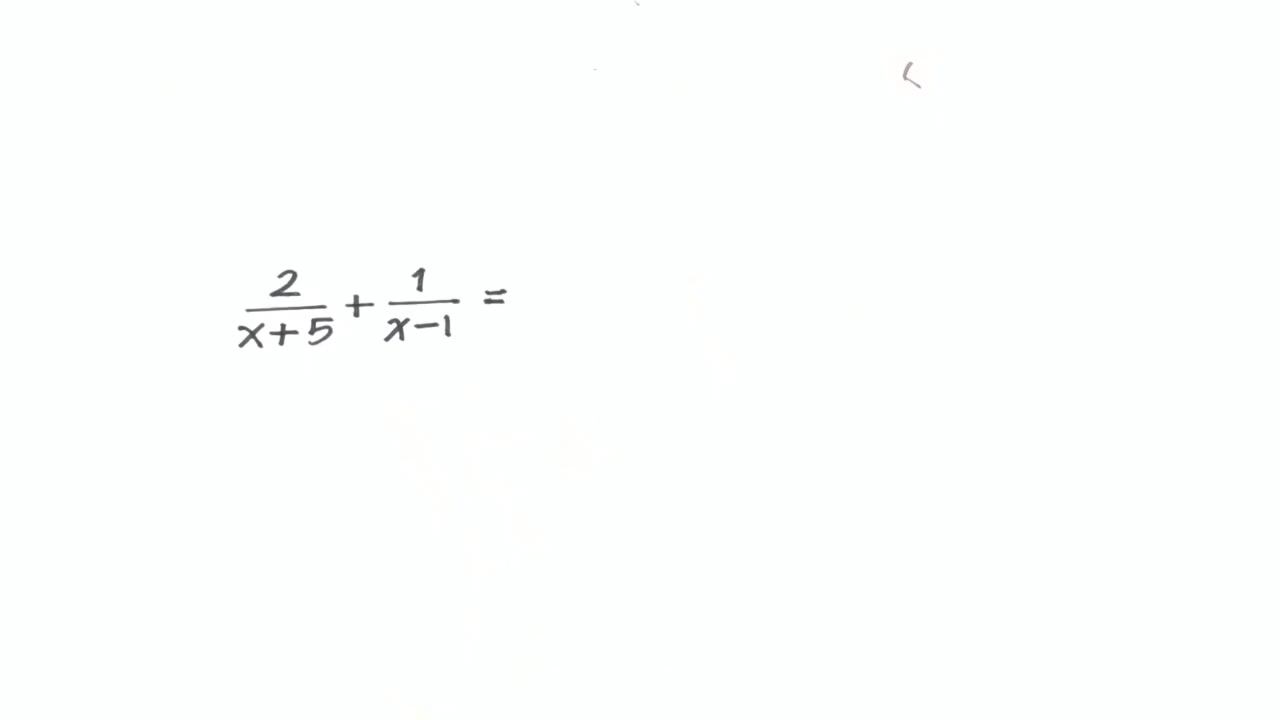 2/(x+5) + 1/(x-1) =